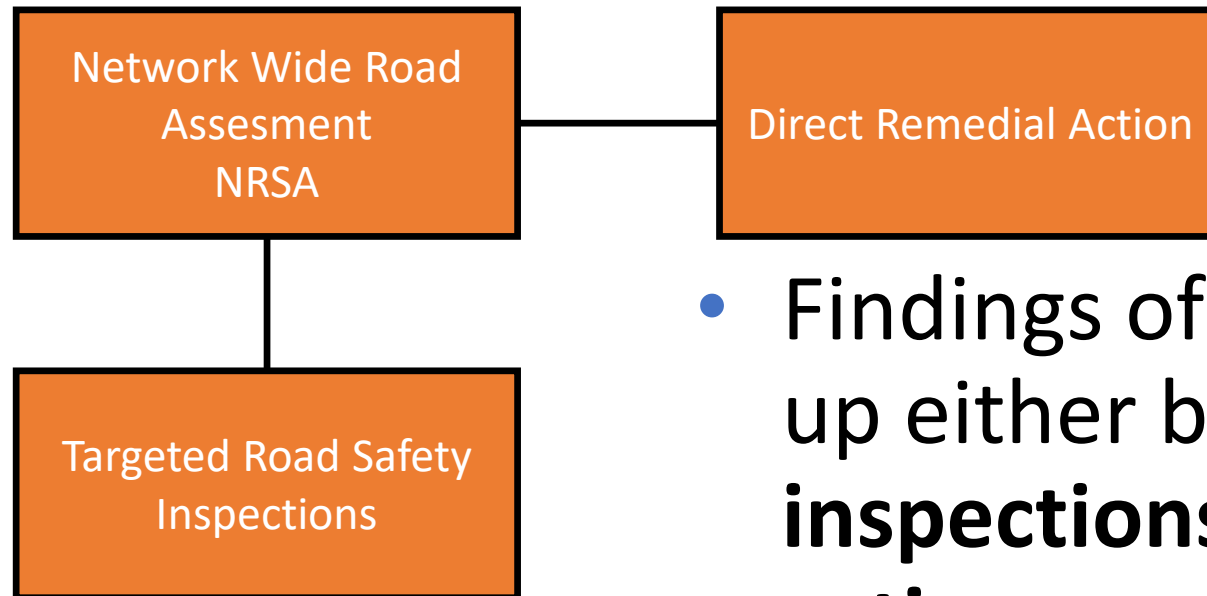 Network Wide Road
Assesment
NRSA
Direct Remedial Action
• Findings of
up either b
inspections
Targeted Road Safety
Inspections